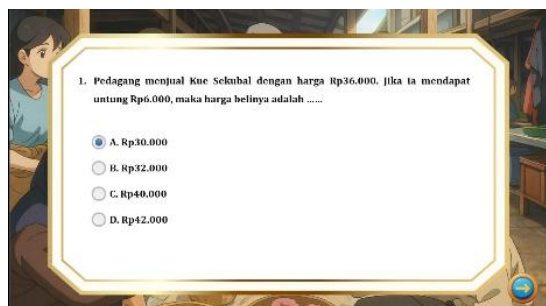 1. Pedagang menjual Kue Sekubal dengan harga Rp36.000. Jika ia mendapat
untung Rp6.000, maka harga belinya adalah ......
A. Rp30.000
B. Rp32.000
C. Rp40.000
D. Rp42.000